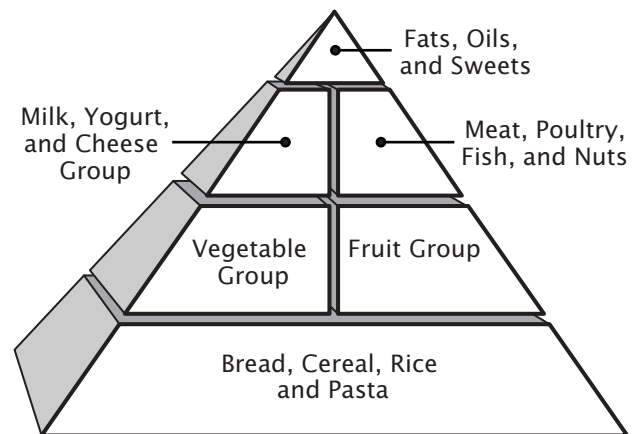 Fats, Oils,
and Sweets
Milk, Yogurt,
and Cheese
Group
Meat, Poultry,
Fish, and Nuts
Vegetable
Group
Fruit Group
Bread, Cereal, Rice
and Pasta